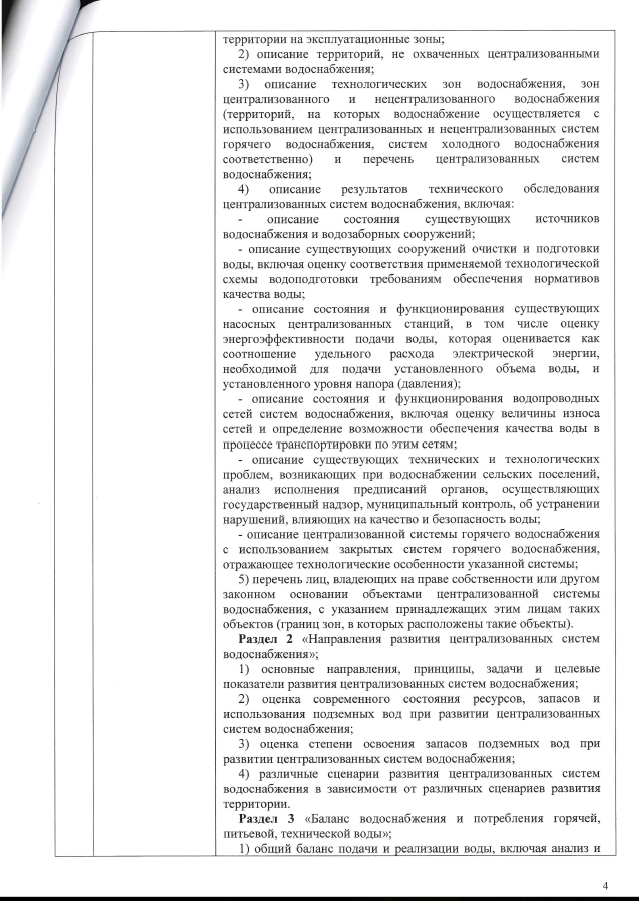 территории на эксплуатационные зоны;
2) описание территорий, не охваченных централизованными
системами водоснабжения;
3) описание технологических зон водоснабжения, зон
централизованного и нецентрализованного водоснабжения
(территорий, на которых водоснабжение осуществляется с
использованием централизованных и нецентрализованных систем
горячего водоснабжения, систем холодного водоснабжения
соответственно) и перечень централизованных систем
водоснабжения;
4) описание результатов технического обследования
централизованных систем водоснабжения, включая:
- описание состояния существующих источников
водоснабжения и водозаборных сооружений;
- описание существующих сооружений очистки и подготовки
воды, включая оценку соответствия применяемой технологической
схемы водоподготовки требованиям обеспечения нормативов
качества воды;
- описание состояния и функционирования существующих
насосных централизованных станций, в том числе оценку
энергоэффективности подачи воды, которая оценивается как
соотношение удельного расхода электрической энергии,
необходимой для подачи установленного объема воды, и
установленного уровня напора (давления);
- описание состояния и функционирования водопроводных
сетей систем водоснабжения, включая оценку величины износа
сетей и определение возможности обеспечения качества воды в
процессе транспортировки по этим сетям;
- описание существующих технических и технологических
проблем, возникающих при водоснабжении сельских поселений,
анализ исполнения предписаний органов, осуществляющих
государственный надзор, муниципальный контроль, об устранении
нарушений, влияющих на качество и безопасность воды;
- описание централизованной системы горячего водоснабжения
с использованием закрытых систем горячего водоснабжения,
отражающее технологические особенности указанной системы;
5) перечень лиц, владеющих на праве собственности или другом
законном основании объектами централизованной системы
водоснабжения, с указанием принадлежащих этим лицам таких
объектов (границ зон, в которых расположены такие объекты).
Раздел 2 «Направления развития централизованных систем
водоснабжения»;
1) основные направления, принципы, задачи и целевые
показатели развития централизованных систем водоснабжения;
2) оценка современного состояния ресурсов, запасов и
использования подземных вод при развитии централизованных
систем водоснабжения;
3) оценка степени освоения запасов подземных вод при
развитии централизованных систем водоснабжения;
4) различные сценарии развития централизованных систем
водоснабжения в зависимости от различных сценариев развития
территории.
Раздел 3 «Баланс водоснабжения и потребления горячей,
питьевой, технической воды»;
1) общий баланс подачи и реализации воды, включая анализ и
4